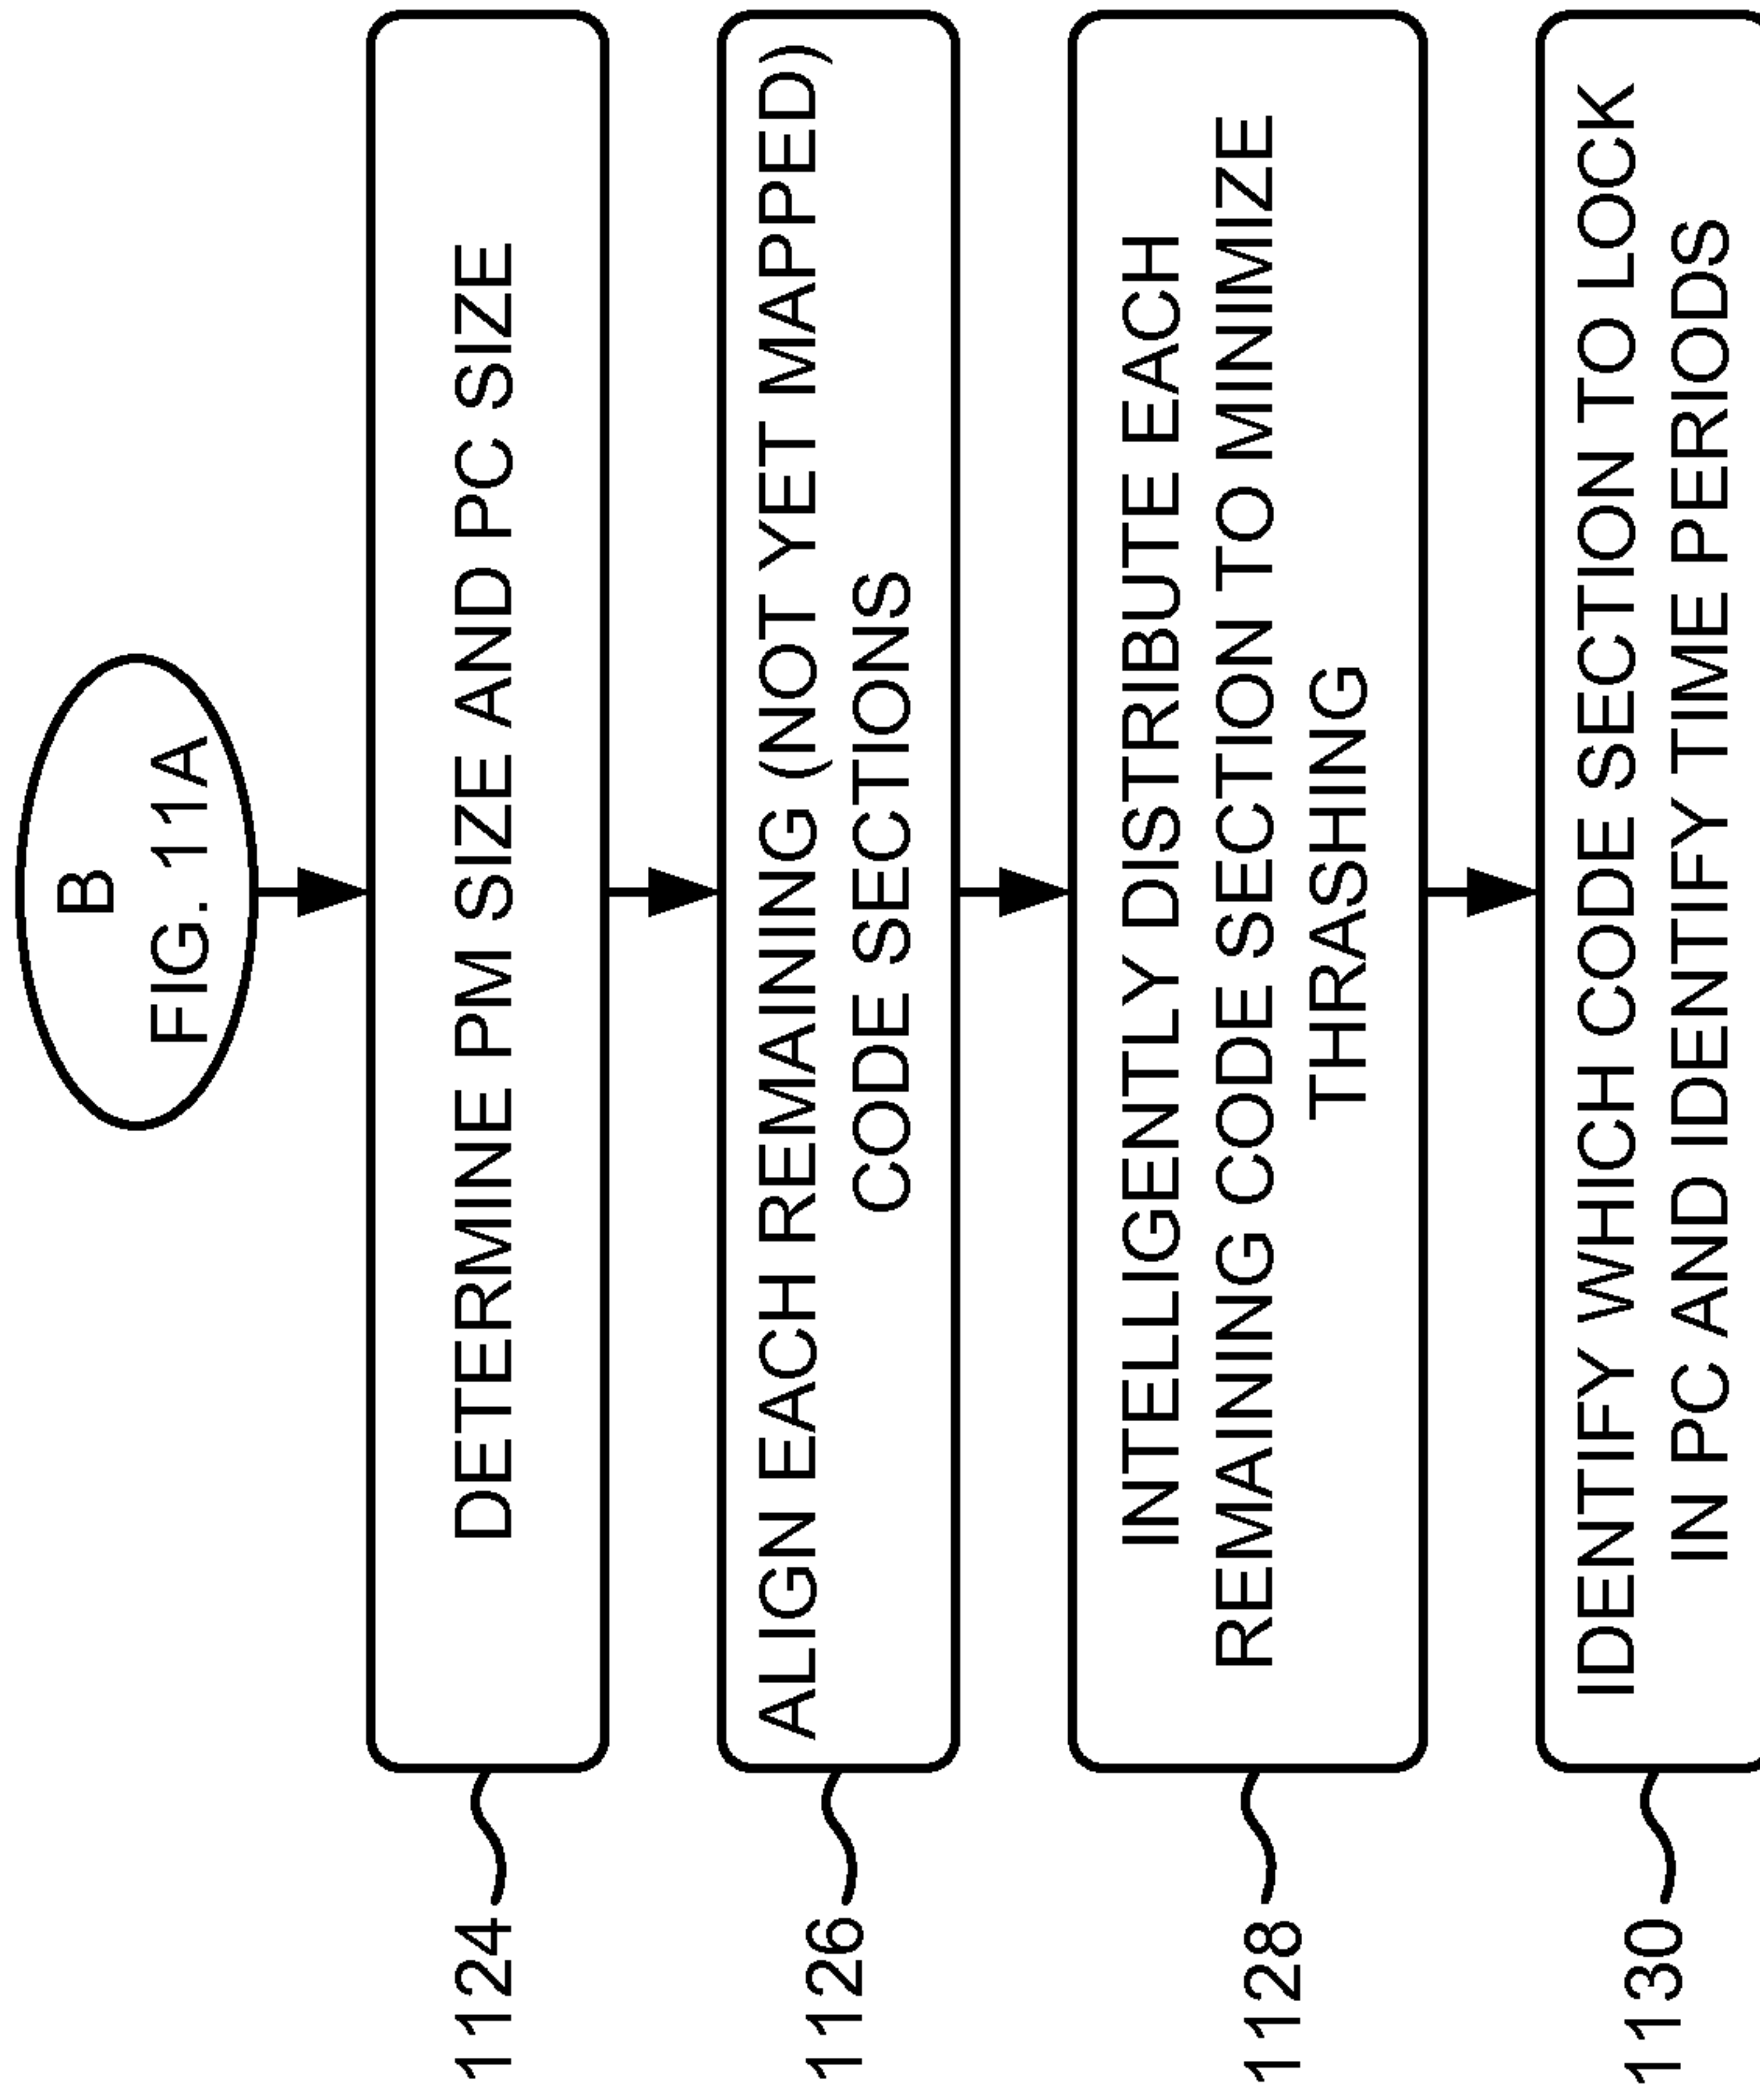 B
FIG. 11A
DETERMINE PM SIZE AND PC SIZE
1124
ALIGN EACH REMAINING (NOT YET MAPPED)
CODE SECTIONS
1126
INTELLIGENTLY DISTRIBUTE EACH
REMAINING CODE SECTION TO MINIMIZE
THRASHING
1128
IDENTIFY WHICH CODE SECTION TO LOCK
IN PC AND IDENTIFY TIME PERIODS
1130